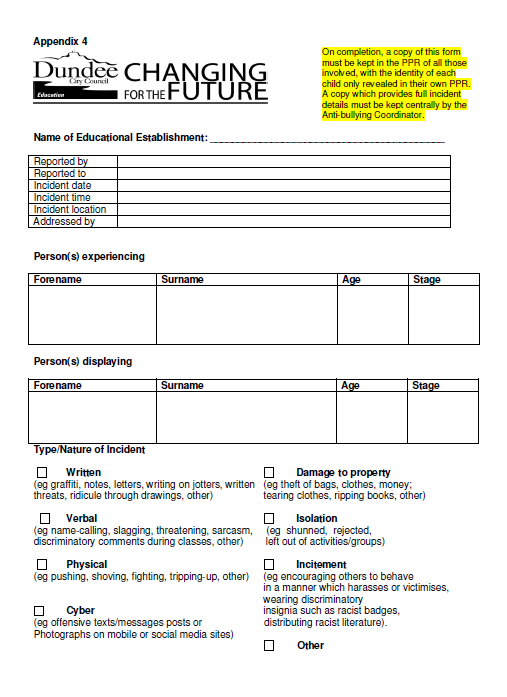 Appendix 4
Dundee
City Council
Education
CHANGING
FOR THE FUTURE
On completion, a copy of this form
must be kept in the PPR of all those
involved, with the identity of each
child only revealed in their own PPR.
A copy which provides full incident
details must be kept centrally by the
Anti-bullying Coordinator.
Name of Educational Establishment: ___________________________________________
Reported by
Reported to
Incident date
Incident time
Incident location
Addressed by
Person(s) experiencing
Forename Surname Age Stage
Person(s) displaying
Forename Surname Age Stage
Type/Nature of Incident
Written
(eg graffiti, notes, letters, writing on jotters, written
threats, ridicule through drawings, other)
Damage to property
(eg theft of bags, clothes, money;
tearing clothes, ripping books, other)
Verbal
(eg name-calling, slagging, threatening, sarcasm,
discriminatory comments during classes, other)
Isolation
(eg shunned, rejected,
left out of activities/groups)
Physical
(eg pushing, shoving, fighting, tripping-up, other)
Incitement
(eg encouraging others to behave
in a manner which harasses or victimises,
wearing discriminatory
insignia such as racist badges,
distributing racist literature).
Cyber
(eg offensive texts/messages posts or
Photographs on mobile or social media sites)
Other